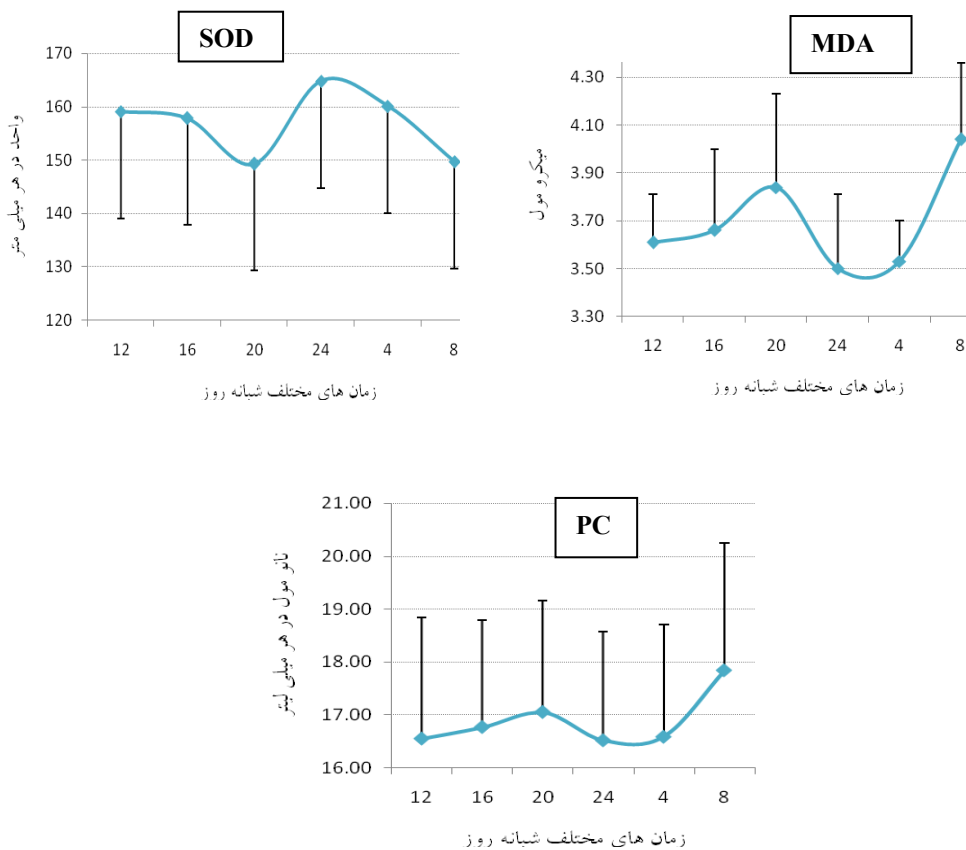 SOD
170
160
150
140
130
120
واحد در هر میلی متر
12 16 20 24 4 8
زمان های مختلف شبانه روز
MDA
4.30
4.10
3.90
3.70
3.50
3.30
میکرو مول
12 16 20 24 4 8
زمان های مختلف شبانه روز
PC
21.00
20.00
19.00
18.00
17.00
16.00
نانو مول در هر میلی لیتر
12 16 20 24 4 8
زمان های مختلف شبانه روز